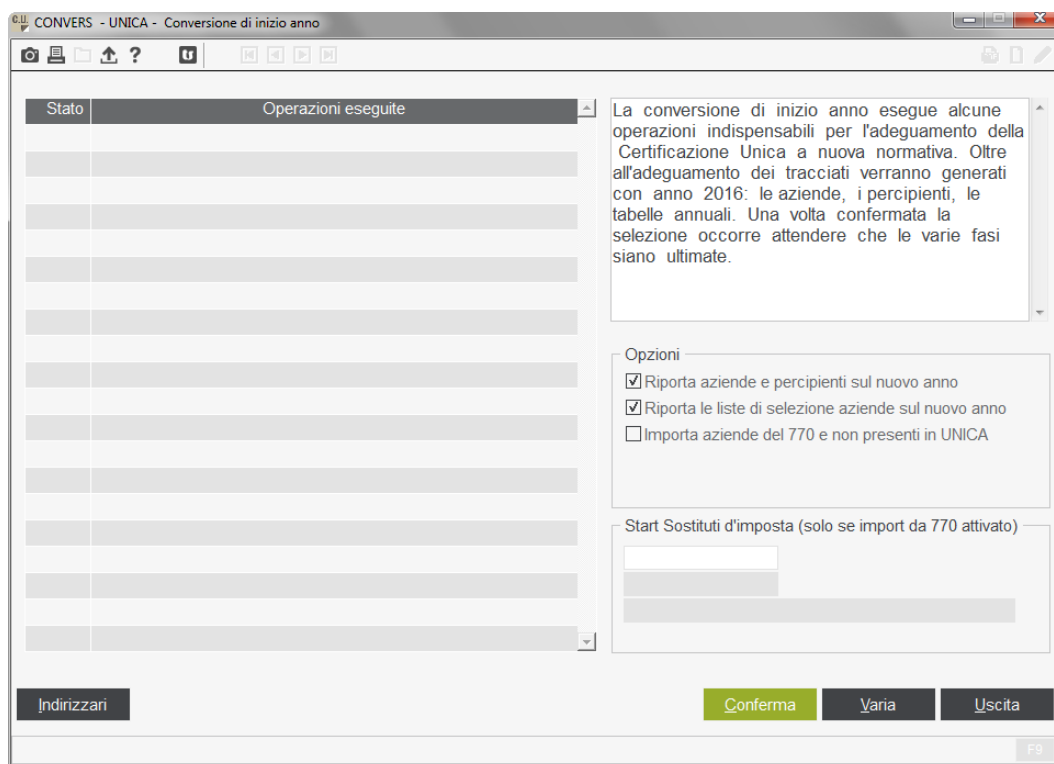 C.U. CONVERS - UNICA - Conversione di inizio anno
?
Stato Operazioni eseguite
La conversione di inizio anno esegue alcune
operazioni indispensabili per l'adeguamento della
Certificazione Unica a nuova normativa. Oltre
all'adeguamento dei tracciati verranno generati
con anno 2016: le aziende, i percipienti, le
tabelle annuali. Una volta confermata la
selezione occorre attendere che le varie fasi
siano ultimate.
Opzioni
Riporta aziende e percipienti sul nuovo anno
Riporta le liste di selezione aziende sul nuovo anno
Importa aziende del 770 e non presenti in UNICA
Start Sostituti d'imposta (solo se import da 770 attivato)
Indirizzari Conferma Varia Uscita
F9